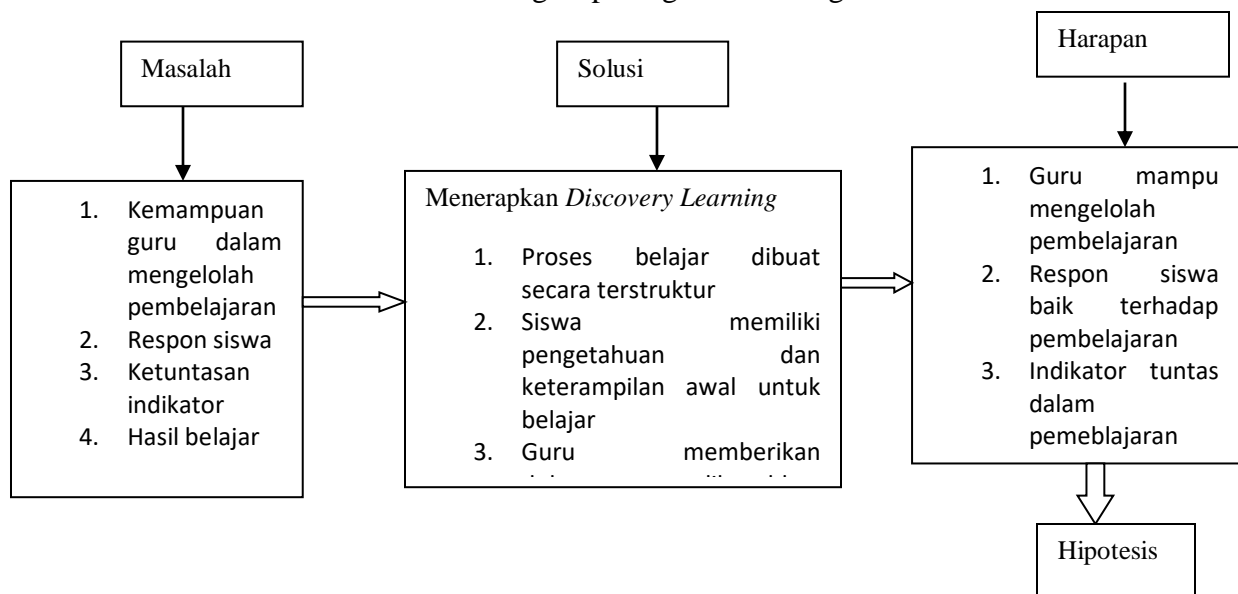 Masalah
1. Kemampuan
guru dalam
mengelolah
pembelajaran
2. Respon siswa
3. Ketuntasan
indikator
4. Hasil belajar
Solusi
Menerapkan Discovery Learning
1. Proses belajar dibuat
secara terstruktur
2. Siswa memiliki
pengetahuan dan
keterampilan awal untuk
belajar
3. Guru memberikan
Harapan
1. Guru mampu
mengelolah
pembelajaran
2. Respon siswa
baik terhadap
pembelajaran
3. Indikator tuntas
dalam
pemeblajaran
Hipotesis